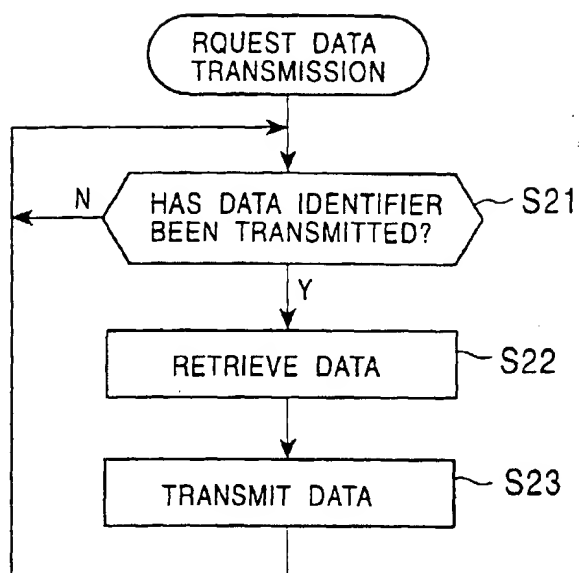 RQUEST DATA
TRANSMISSION
N
HAS DATA IDENTIFIER
BEEN TRANSMITTED?
S21
Y
RETRIEVE DATA
S22
TRANSMIT DATA
S23